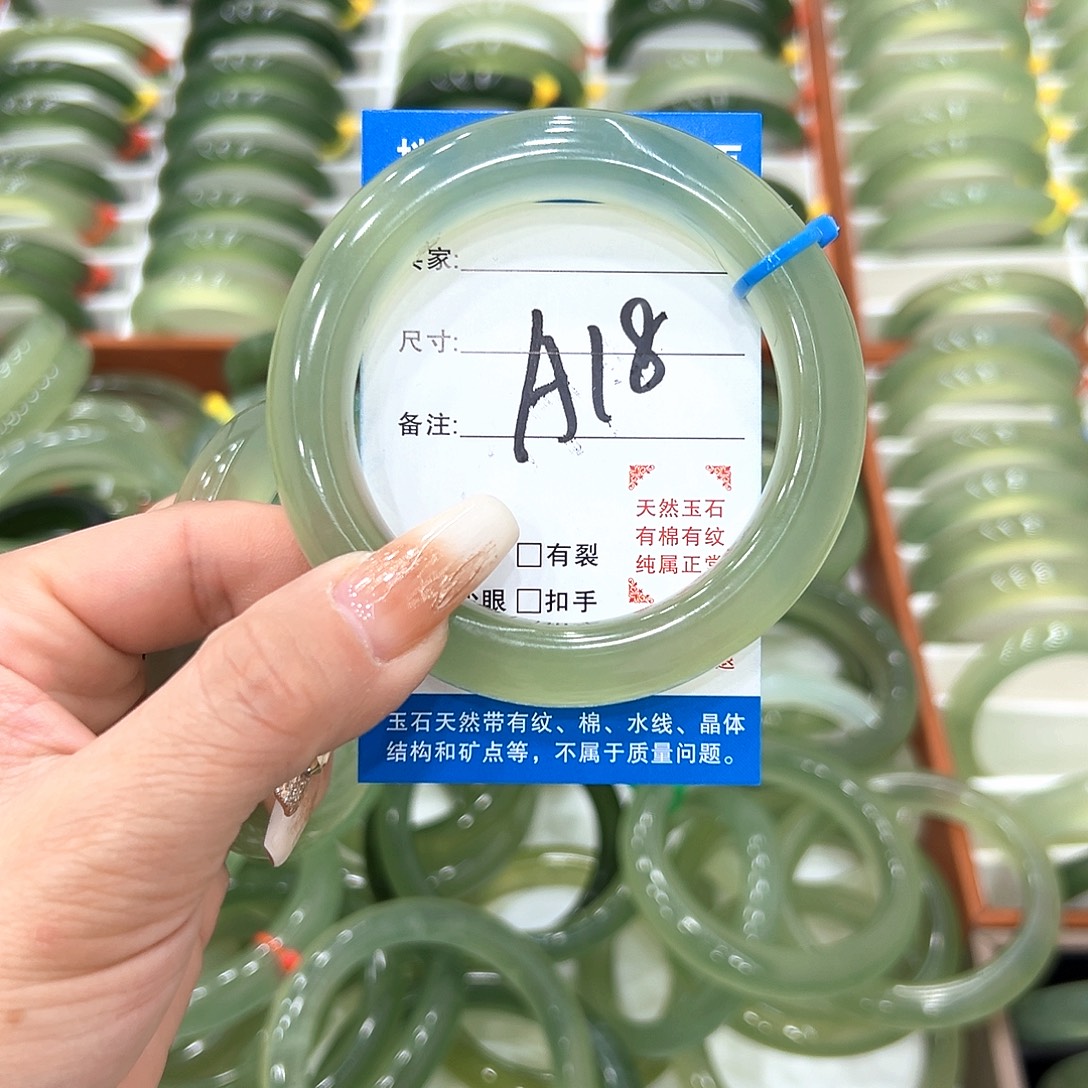 家:
尺寸:
A18
备注:
天然玉石
有棉有纹
纯属正常
□有裂
眼 □扣手
玉石天然带有纹、棉、水线、晶体
结构和矿点等，不属于质量问题。